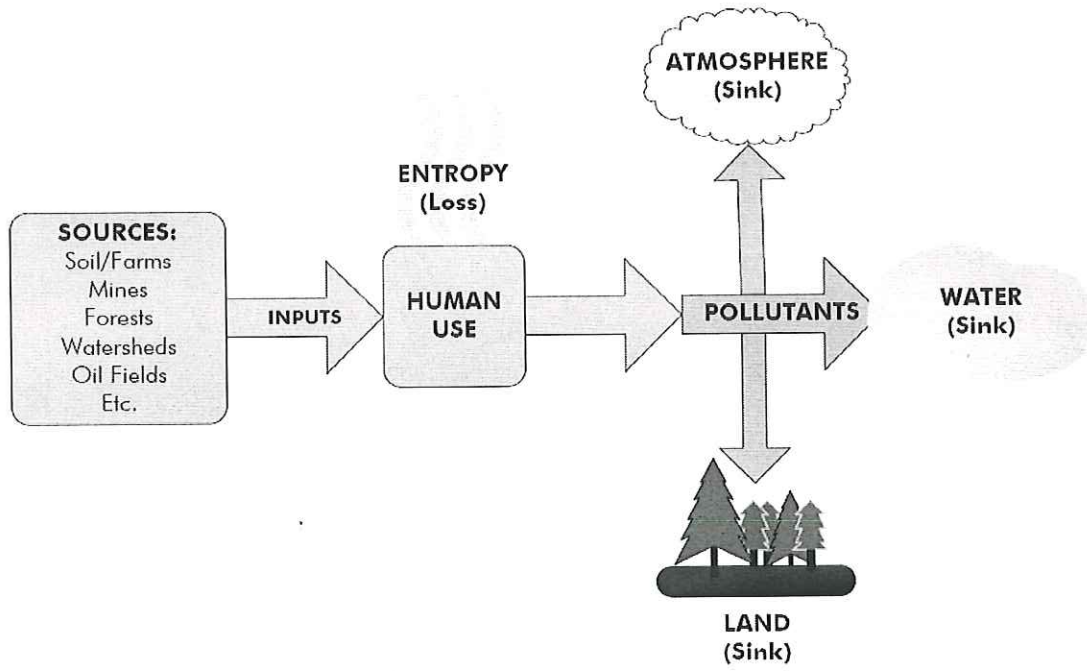 SOURCES:
Soil/Farms
Mines
Forests
Watersheds
Oil Fields
Etc.
INPUTS
ENTROPY
(Loss)
HUMAN
USE
POLLUTANTS
ATMOSPHERE
(Sink)
WATER
(Sink)
LAND
(Sink)